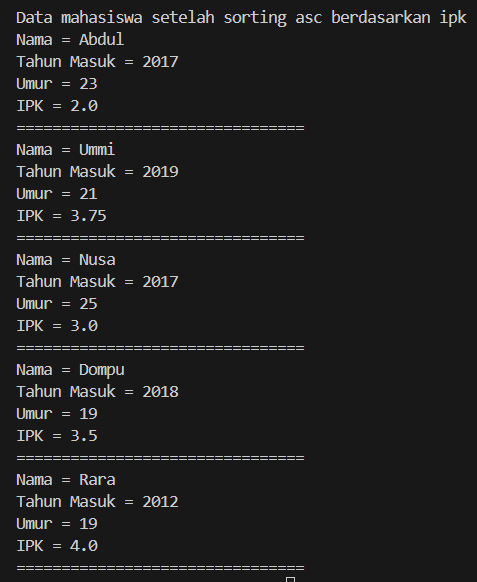 Data mahasiswa setelah sorting asc berdasarkan ipk
Nama = Abdul
Tahun Masuk = 2017
Umur = 23
IPK = 2.0
================================
Nama = Ummi
Tahun Masuk = 2019
Umur = 21
IPK = 3.75
================================
Nama = Nusa
Tahun Masuk = 2017
Umur = 25
IPK = 3.0
================================
Nama = Dompu
Tahun Masuk = 2018
Umur = 19
IPK = 3.5
================================
Nama = Rara
Tahun Masuk = 2012
Umur = 19
IPK = 4.0
================================